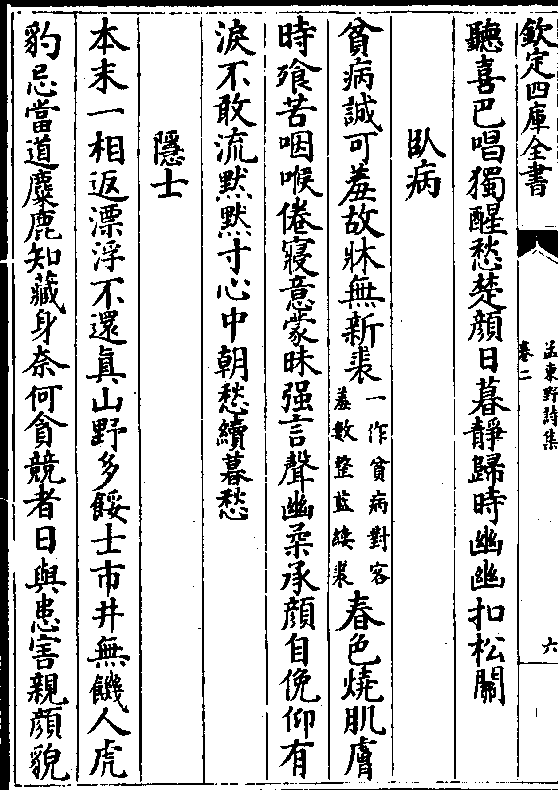 欽定四庫全書
孟東野詩集
卷二
六
聽喜巴唱獨醒愁楚顔日暮静歸時幽幽扣松關
臥病
貧病誠可羞故牀無新裘一作貧病對客羞數整藍縷裘春色燒肌膚
時飱苦咽喉倦寢意蒙昧强言聲幽柔承顔自俛仰有
淚不敢流黙黙寸心中朝愁續暮愁
隱士
本末一相返漂浮不還眞山野多餒士市井無饑人虎
豹忌當道麋鹿知藏身奈何貪競者日與患害親顔貌